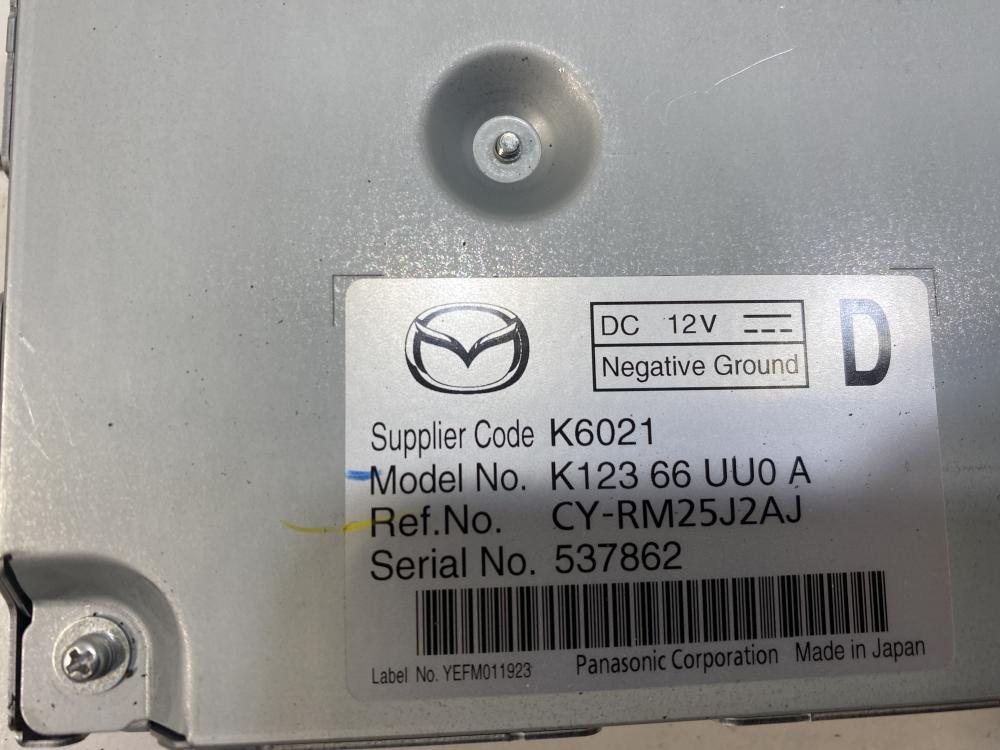 DC 12V
Negative Ground
D
Supplier Code K6021
Model No. K123 66 UU0 A
Ref.No. CY-RM25J2AJ
Serial No. 537862
Label No. YEFM011923 Panasonic Corporation Made in Japan